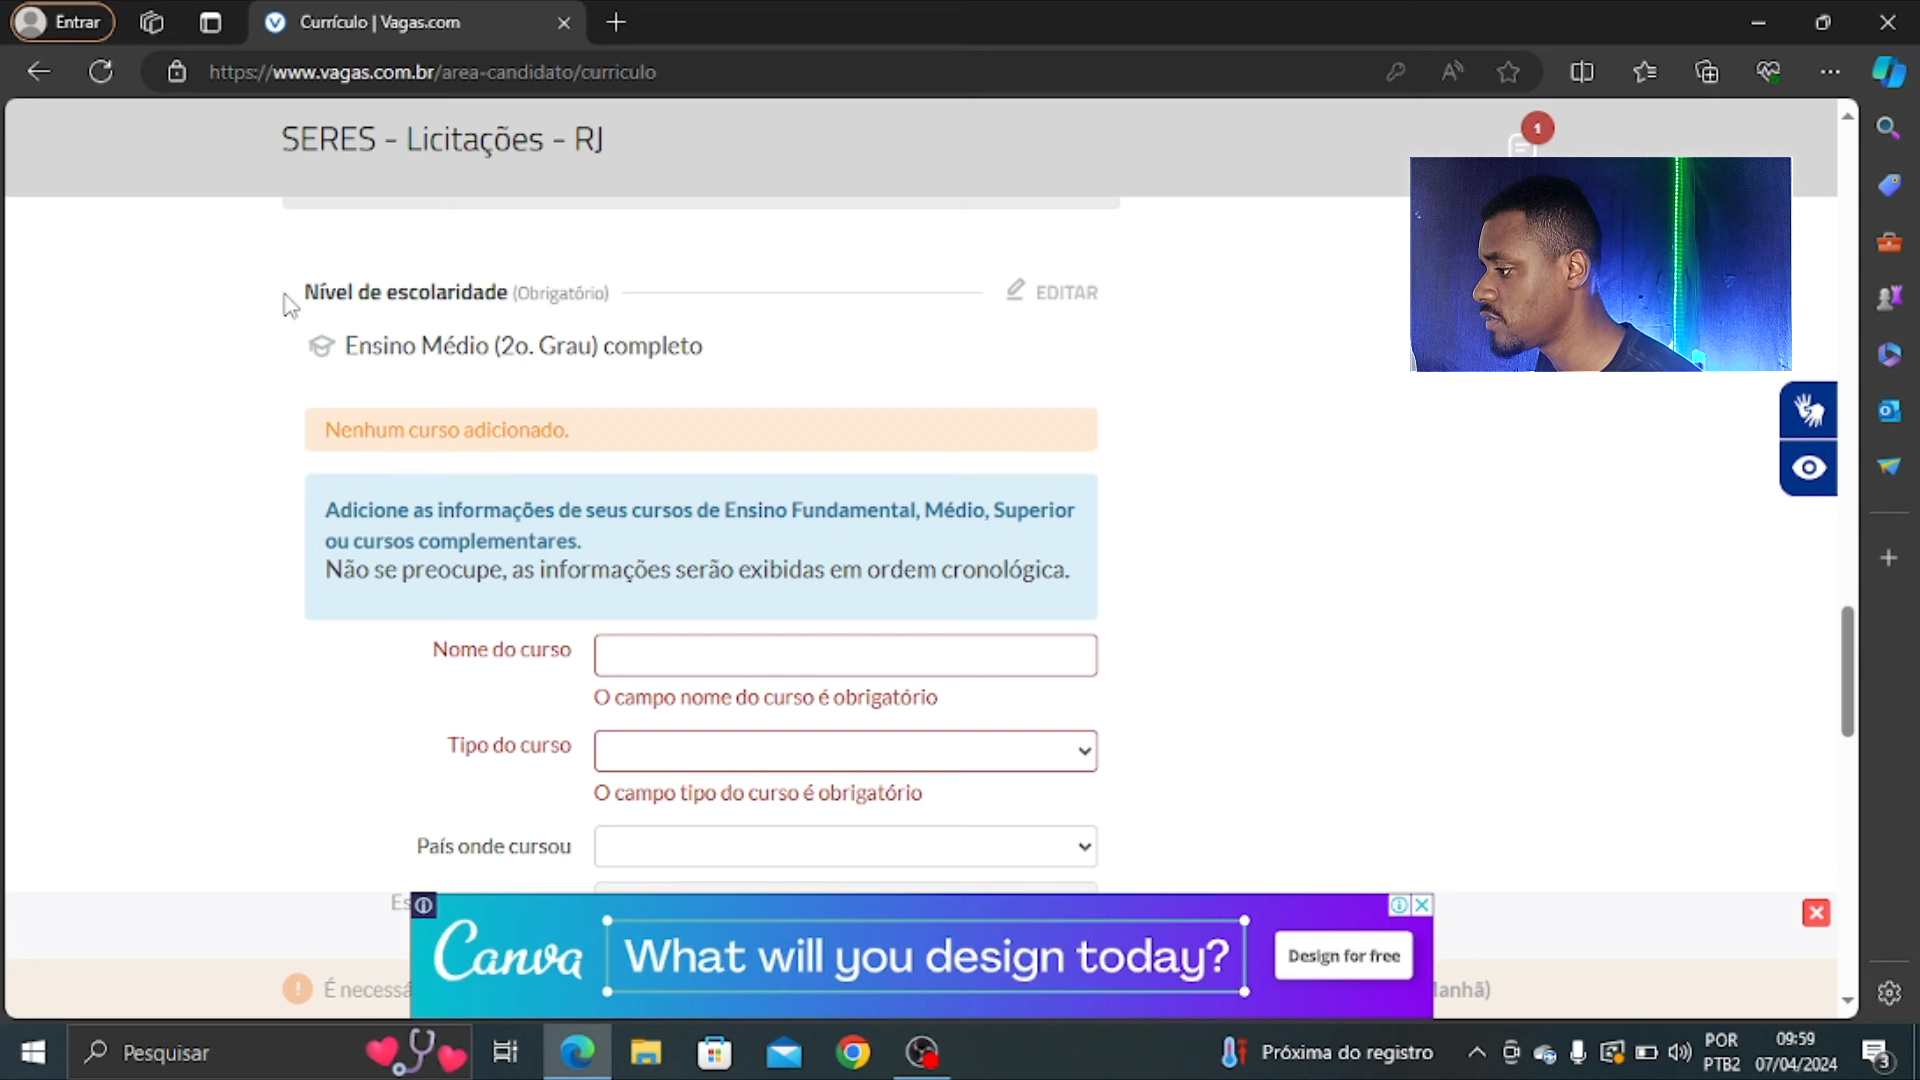 Entrar
Currículo | Vagas.com
https://www.vagas.com.br/area-candidato/curriculo
SERES - Licitações - RJ
1
Nível de escolaridade (Obrigatório)
EDITAR
Ensino Médio (2o. Grau) completo
Nenhum curso adicionado.
Adicione as informações de seus cursos de Ensino Fundamental, Médio, Superior
ou cursos complementares.
Não se preocupe, as informações serão exibidas em ordem cronológica.
Nome do curso
O campo nome do curso é obrigatório
Tipo do curso
O campo tipo do curso é obrigatório
País onde cursou
Es
Canva
What will you design today?
Design for free
É necessá
anhã)
Pesquisar
Próxima do registro
POR
PTB2
09:59
07/04/2024
3